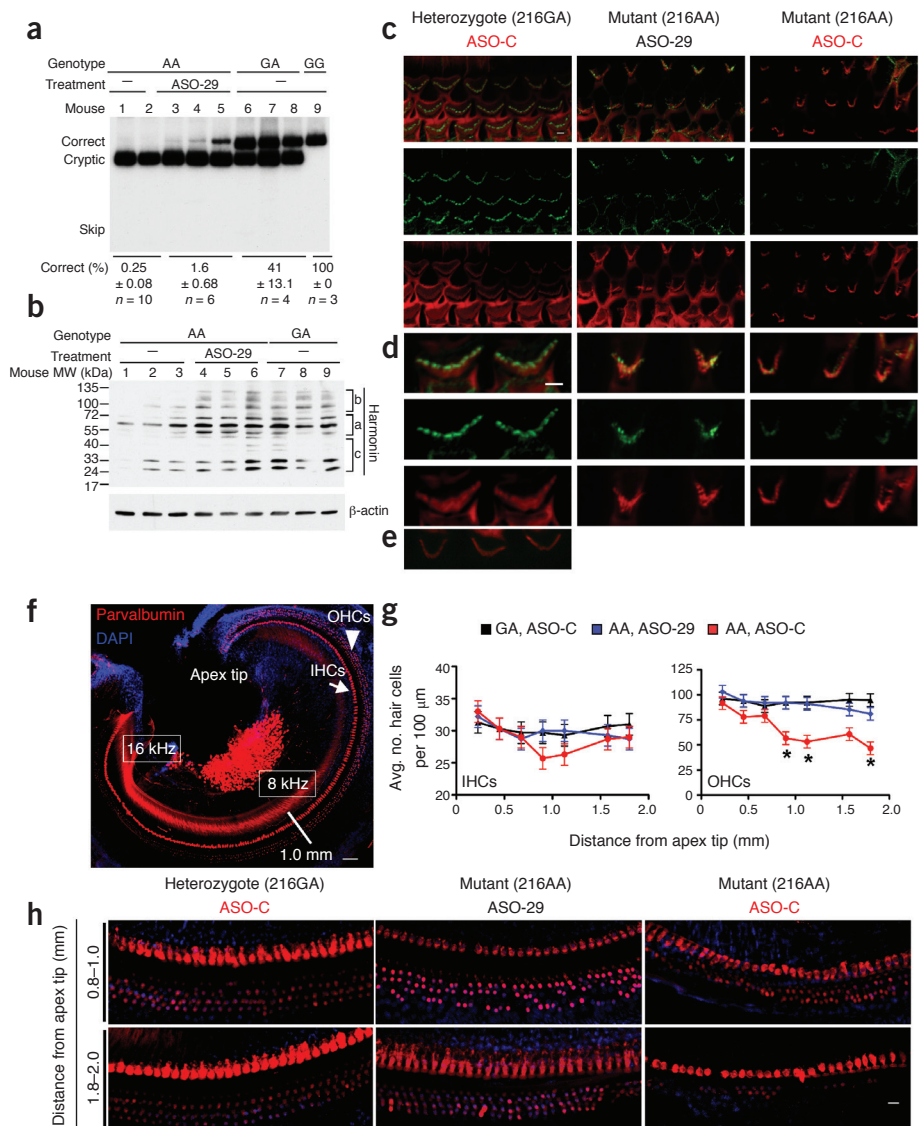 a
Genotype AA GA GG
Treatment – ASO-29 –
Mouse 1 2 3 4 5 6 7 8 9
Correct
Cryptic
Skip
Correct (%) 0.25 1.6 41 100
± 0.08 ± 0.68 ± 13.1 ± 0
n = 10 n = 6 n = 4 n = 3
b
Genotype AA GA
Treatment – ASO-29 –
Mouse MW (kDa) 1 2 3 4 5 6 7 8 9
135
100
72
55
40
33
24
17
b
a
c
Harmonin
β-actin
c
Heterozygote (216GA) Mutant (216AA) Mutant (216AA)
ASO-C ASO-29 ASO-C
d
e
f
Parvalbumin
DAPI
OHCs
Apex tip
IHCs
16 kHz
8 kHz
1.0 mm
g
GA, ASO-C AA, ASO-29 AA, ASO-C
Avg. no. hair cells
per 100 µm
40
35
30
25
20
IHCs
0 0.5 1.0 1.5 2.0
125
100
75
50
25
0
* * *
OHCs
0 0.5 1.0 1.5 2.0
Distance from apex tip (mm)
h
Heterozygote (216GA) Mutant (216AA) Mutant (216AA)
ASO-C ASO-29 ASO-C
Distance from apex tip (mm)
0.8–1.0
1.8–2.0